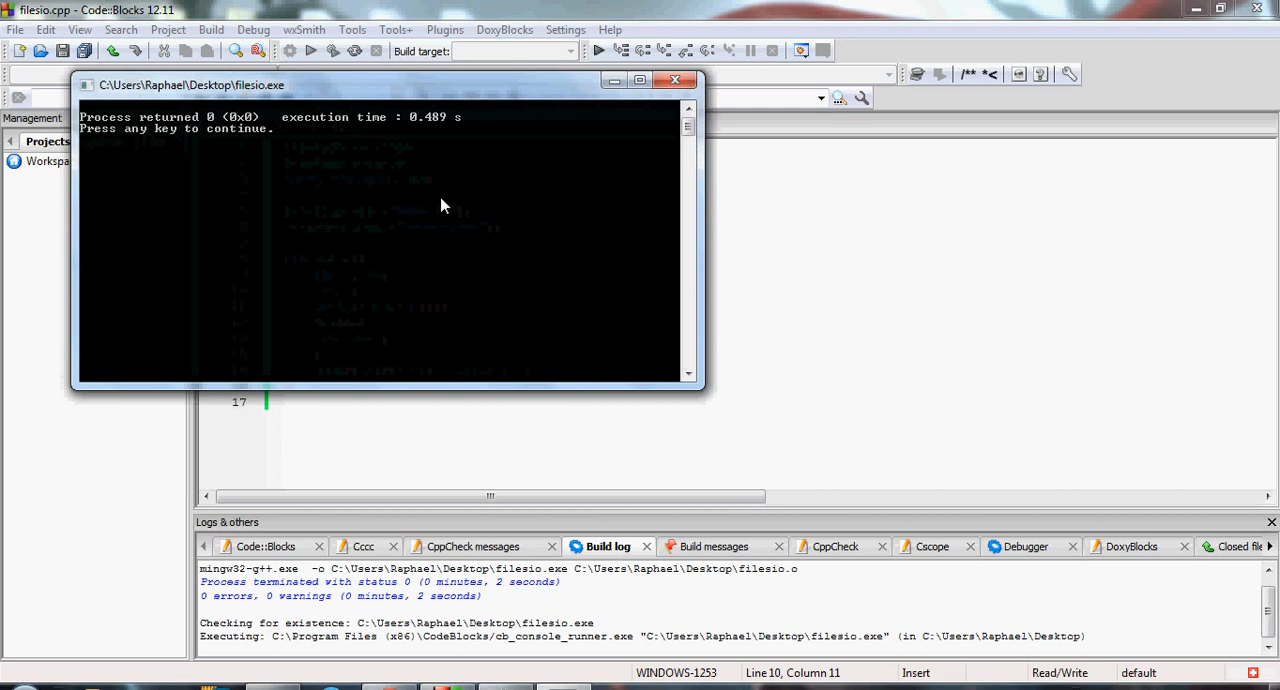 filesio.cpp - Code::Blocks 12.11
File Edit View Search Project Build Debug wxSmith Tools Tools+ Plugins DoxyBlocks Settings Help
Build target:
/** *<
C:\Users\Raphael\Desktop\filesio.exe
Management
Projects
Workspa
Process returned 0 (0x0) execution time : 0.489 s
Press any key to continue.
17
Logs & others
Code::Blocks Cccc CppCheck messages Build log Build messages CppCheck Cscope Debugger DoxyBlocks Closed file
mingw32-g++.exe -o C:\Users\Raphael\Desktop\filesio.exe C:\Users\Raphael\Desktop\filesio.o
Process terminated with status 0 (0 minutes, 2 seconds)
0 errors, 0 warnings (0 minutes, 2 seconds)
Checking for existence: C:\Users\Raphael\Desktop\filesio.exe
Executing: C:\Program Files (x86)\CodeBlocks/cb_console_runner.exe "C:\Users\Raphael\Desktop\filesio.exe" (in C:\Users\Raphael\Desktop)
WINDOWS-1253 Line 10, Column 11 Insert Read/Write default